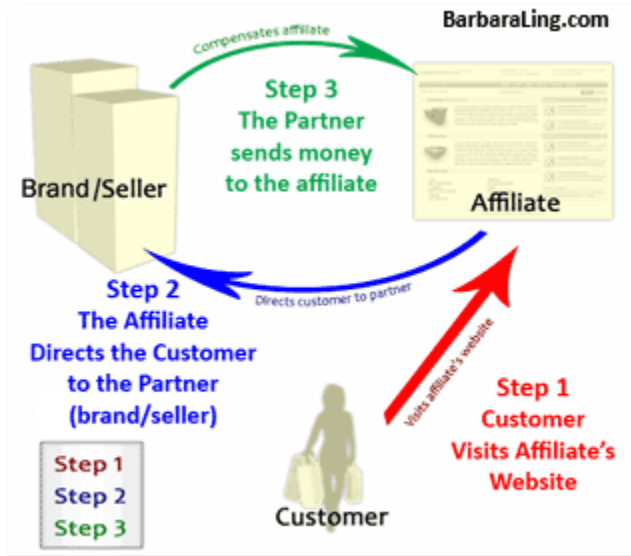 BarbaraLing.com
Compensates affiliate
Step 3
The Partner
sends money
to the affiliate
Brand/Seller
Affiliate
Directs customer to partner
Step 2
The Affiliate
Directs the Customer
to the Partner
(brand/seller)
Visits affiliate's website
Step 1
Customer
Visits Affiliate's
Website
Customer
Step 1
Step 2
Step 3